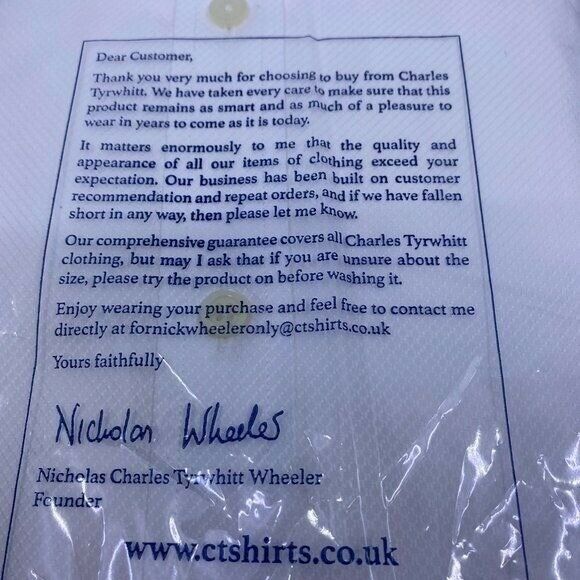 Dear Customer,
Thank you very much for choosing to buy from Charles
Tyrwhitt. We have taken every care to make sure that this
product remains as smart and as much of a pleasure to
wear in years to come as it is today.
It matters enormously to me that the quality and
appearance of all our items of clothing exceed your
expectation. Our business has been built on customer
recommendation and repeat orders, and if we have fallen
short in any way, then please let me know.
Our comprehensive guarantee covers all Charles Tyrwhitt
clothing, but may I ask that if you are unsure about the
size, please try the product on before washing it.
Enjoy wearing your purchase and feel free to contact me
directly at fornickwheeleronly@ctshirts.co.uk
Yours faithfully
Nicholas Wheeler
Nicholas Charles Tyrwhitt Wheeler
Founder
www.ctshirts.co.uk